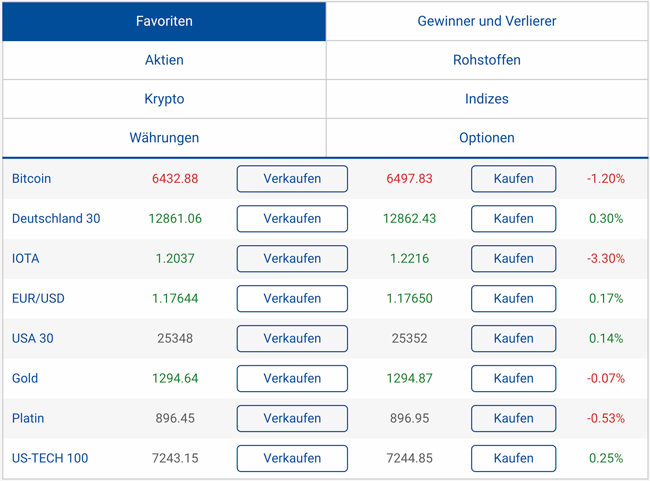 Favoriten Gewinner und Verlierer
Aktien Rohstoffen
Krypto Indizes
Währungen Optionen
Bitcoin 6432.88 Verkaufen 6497.83 Kaufen -1.20%
Deutschland 30 12861.06 Verkaufen 12862.43 Kaufen 0.30%
IOTA 1.2037 Verkaufen 1.2216 Kaufen -3.30%
EUR/USD 1.17644 Verkaufen 1.17650 Kaufen 0.17%
USA 30 25348 Verkaufen 25352 Kaufen 0.14%
Gold 1294.64 Verkaufen 1294.87 Kaufen -0.07%
Platin 896.45 Verkaufen 896.95 Kaufen -0.53%
US-TECH 100 7243.15 Verkaufen 7244.85 Kaufen 0.25%